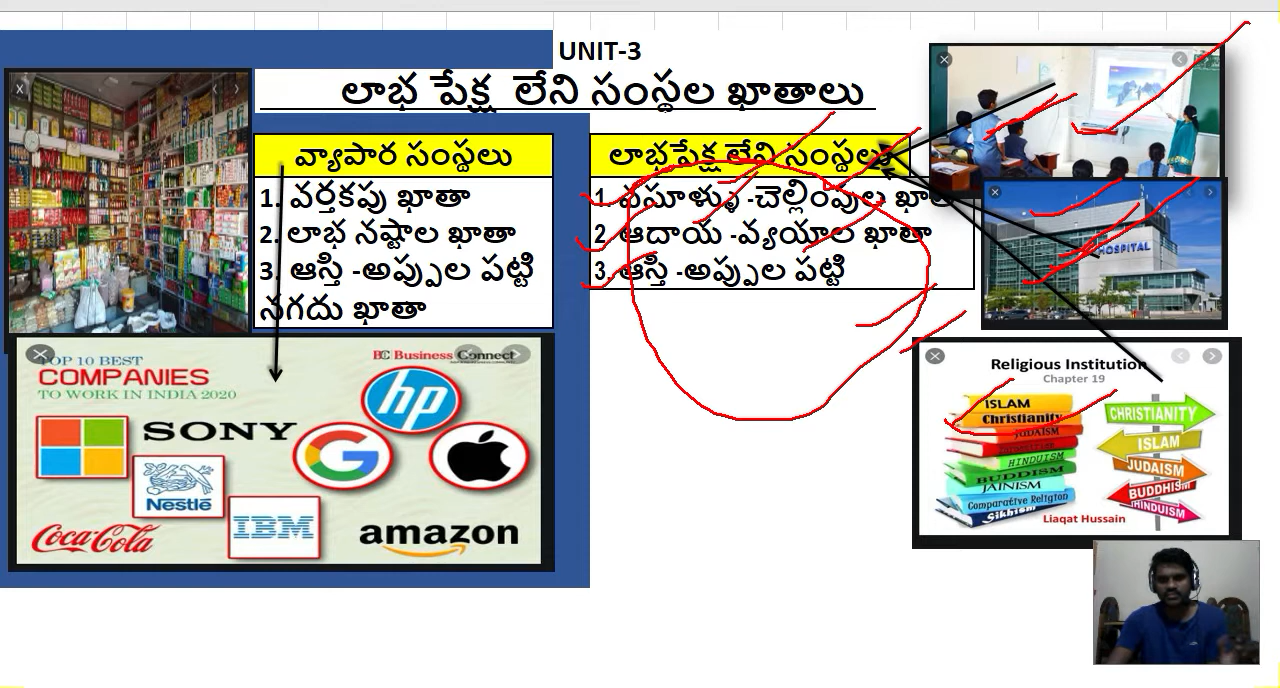 UNIT-3
లాభ పేక్ష లేని సంస్థల ఖాతాలు
వ్యాపార సంస్థలు
1. వర్తకపు ఖాతా
2. లాభ నష్టాల ఖాతా
3. ఆస్తి -అప్పుల పట్టి
నగదు ఖాతా
లాభపేక్ష లేని సంస్థలు
1. వసూళ్ళు -చెల్లింపుల ఖాతా
2. ఆదాయ -వ్యయాల ఖాతా
3. ఆస్తి -అప్పుల పట్టి
HOSPITAL
TOP 10 BEST
COMPANIES
TO WORK IN INDIA 2020
BC Business Connect
hp
SONY
Nestlé
IBM
Coca-Cola
amazon
Religious Institution
Chapter 19
ISLAM
Christianity
JUDAISM
HINDUISM
BUDDHISM
JAINISM
Comparative Religion
Sikhism
CHRISTIANITY
ISLAM
JUDAISM
BUDDHISM
HINDUISM
Liaqat Hussain